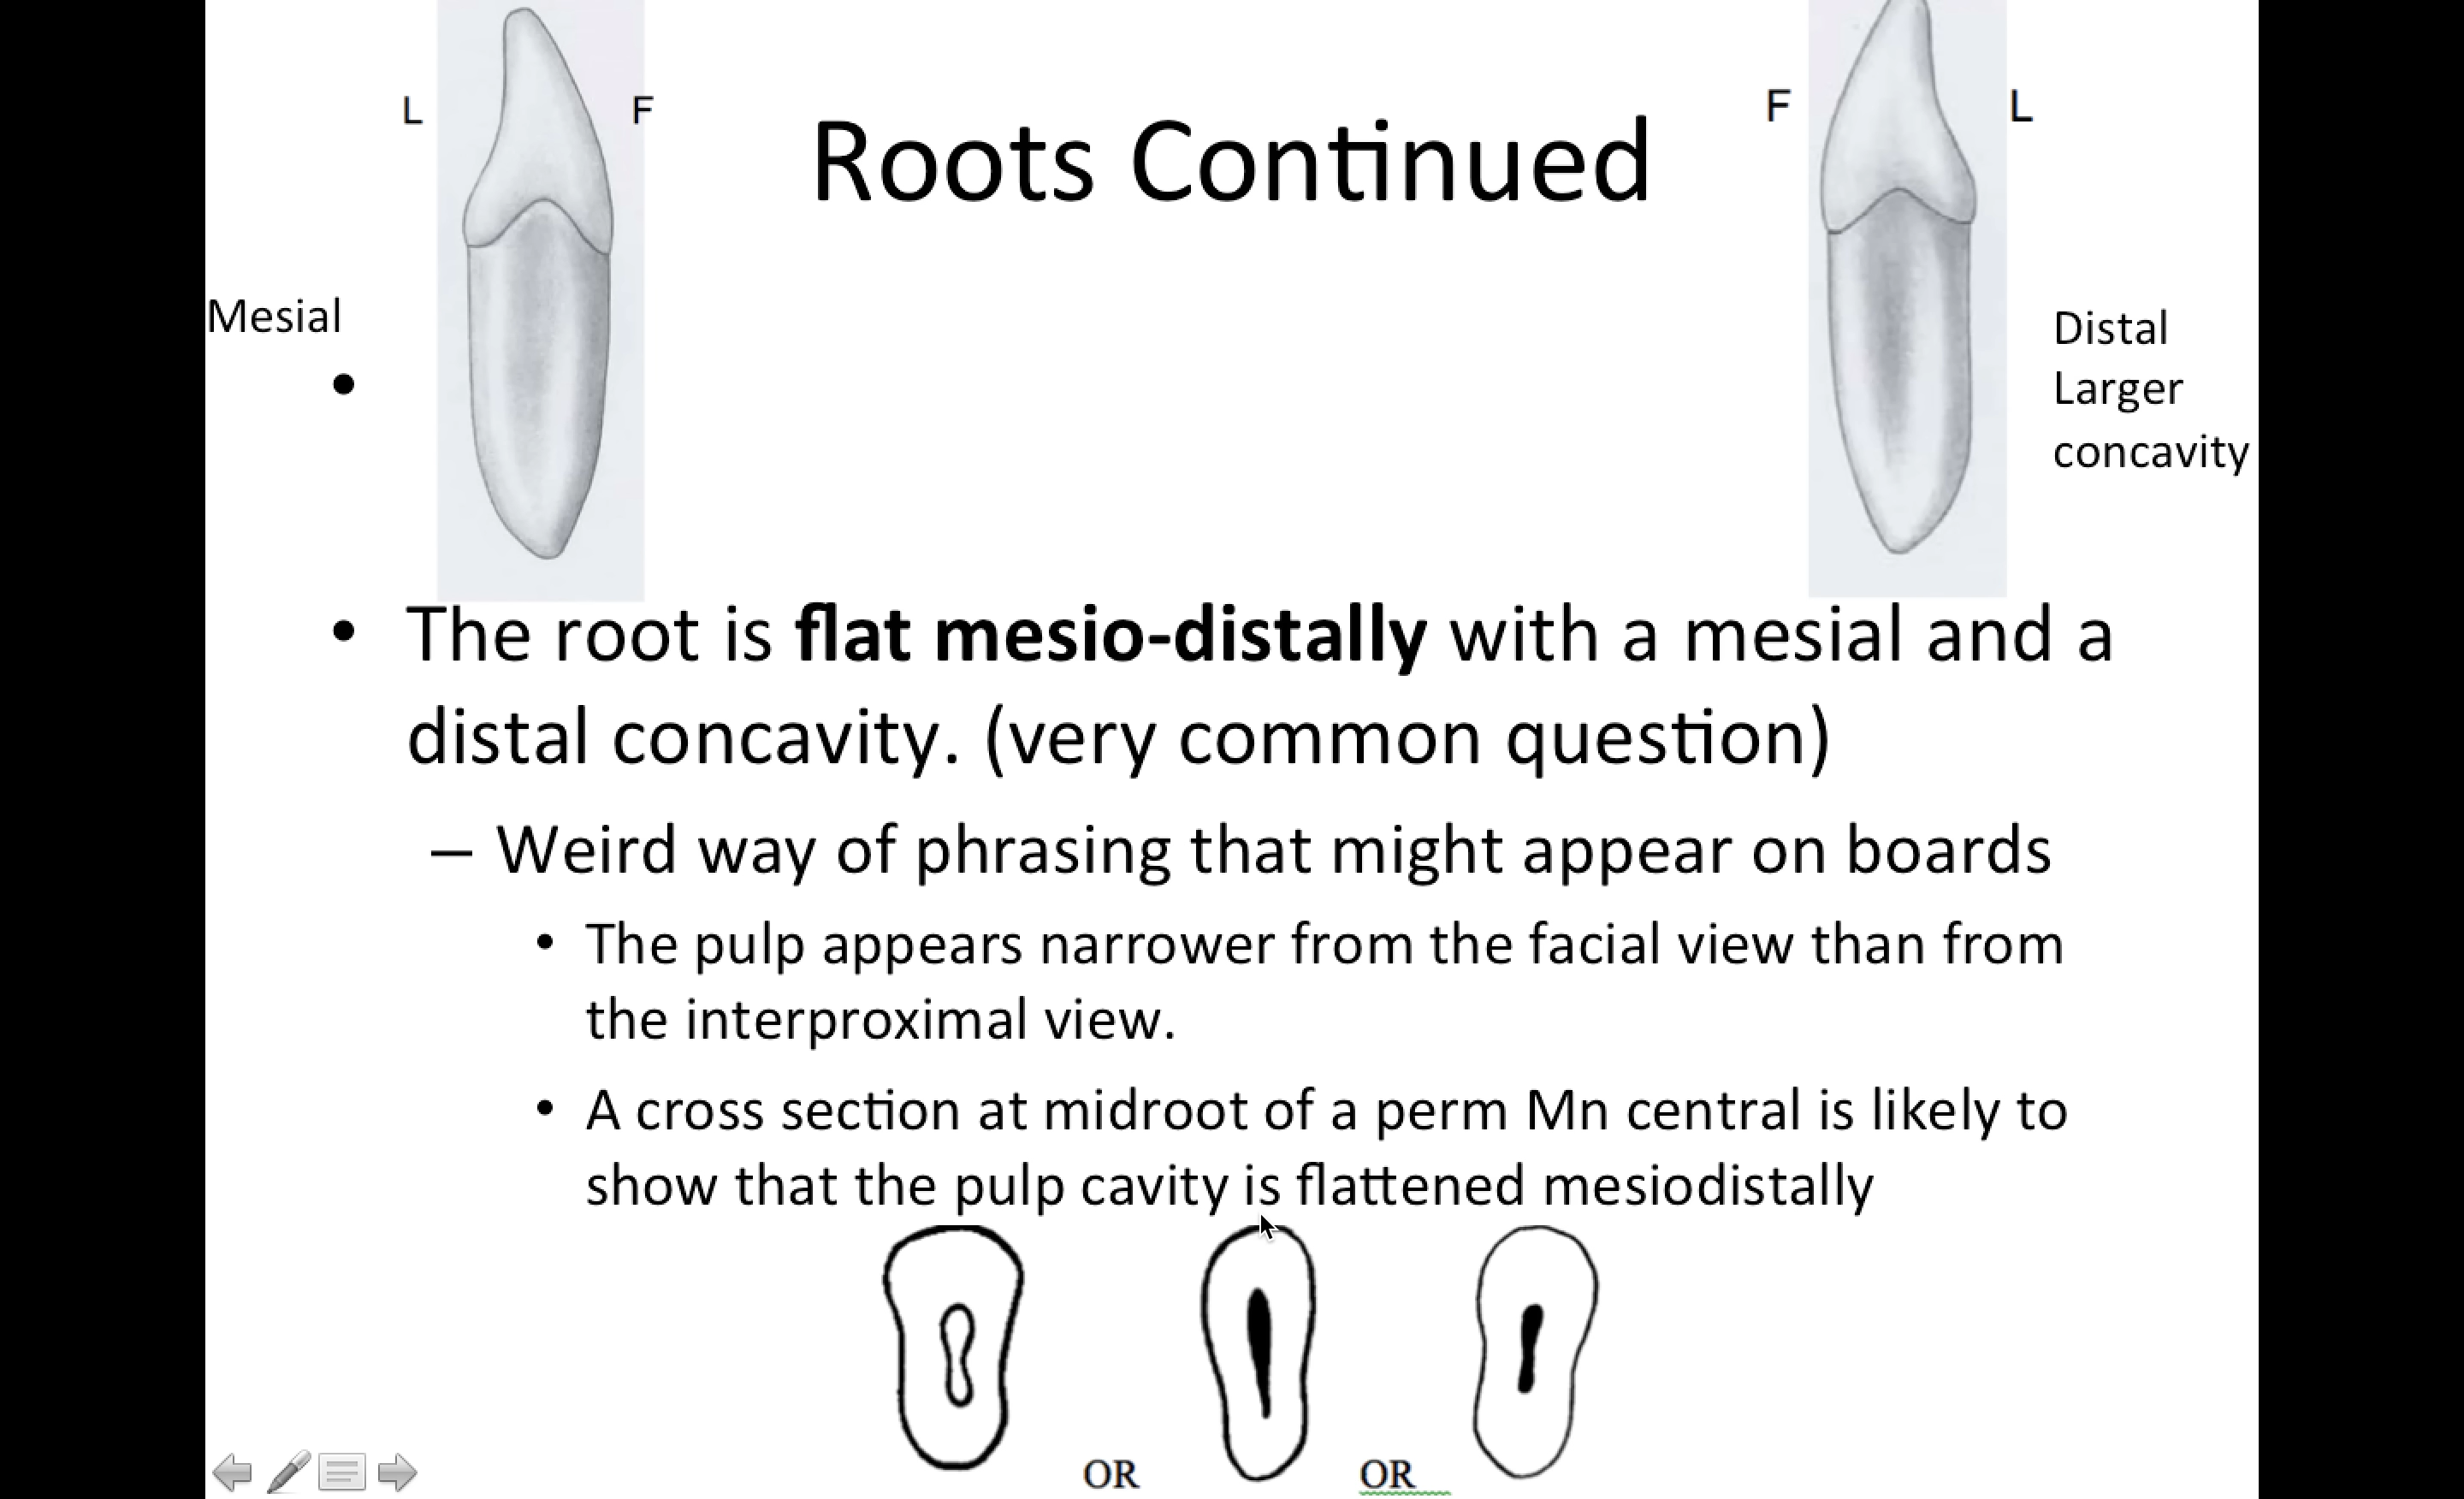 L
F
Roots Continued
F
L
Mesial
Distal
Larger
concavity
•
• The root is flat mesio-distally with a mesial and a
distal concavity. (very common question)
– Weird way of phrasing that might appear on boards
• The pulp appears narrower from the facial view than from
the interproximal view.
• A cross section at midroot of a perm Mn central is likely to
show that the pulp cavity is flattened mesiodistally
OR
OR